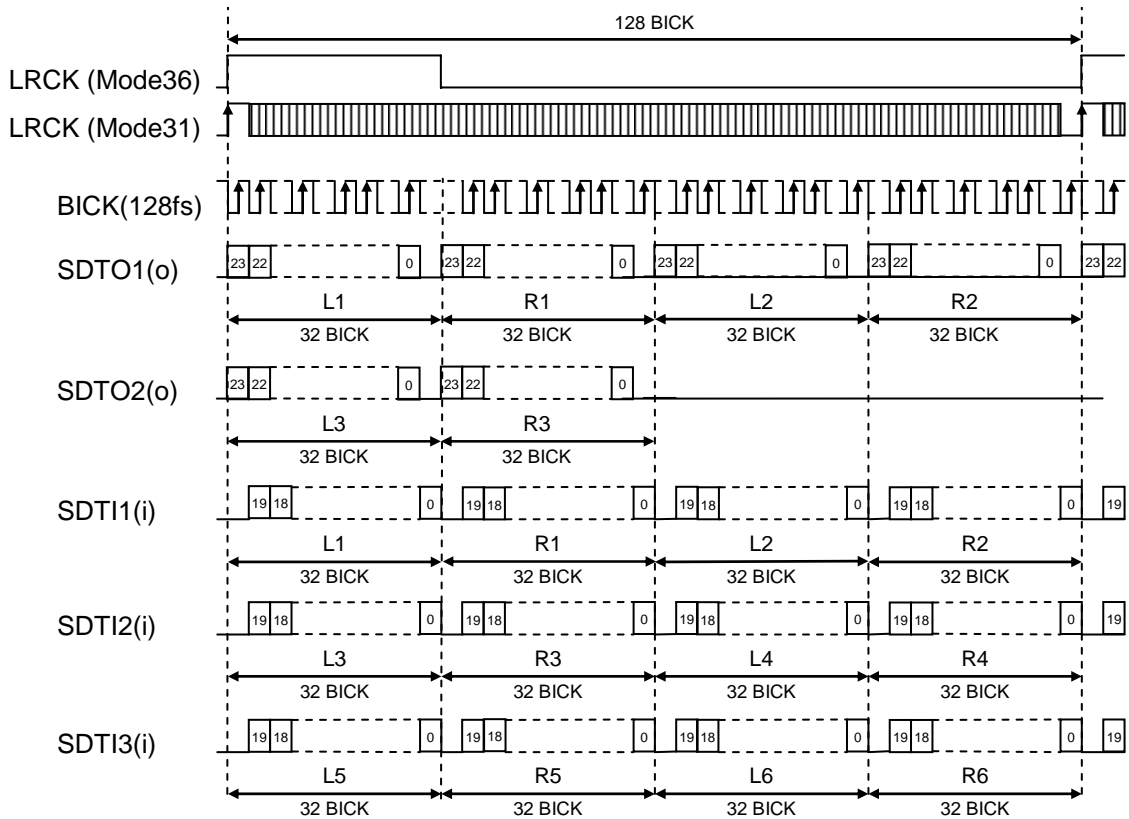 128 BICK
LRCK (Mode36)
LRCK (Mode31)
BICK(128fs)
SDTO1(o)
23 22 0 23 22 0 23 22 0 23 22 0 23 22
L1 R1 L2 R2
32 BICK 32 BICK 32 BICK 32 BICK
SDTO2(o)
23 22 0 23 22 0
L3 R3
32 BICK 32 BICK
SDTI1(i)
19 18 0 19 18 0 19 18 0 19 18 0 19
L1 R1 L2 R2
32 BICK 32 BICK 32 BICK 32 BICK
SDTI2(i)
19 18 0 19 18 0 19 18 0 19 18 0 19
L3 R3 L4 R4
32 BICK 32 BICK 32 BICK 32 BICK
SDTI3(i)
19 18 0 19 18 0 19 18 0 19 18 0 19
L5 R5 L6 R6
32 BICK 32 BICK 32 BICK 32 BICK